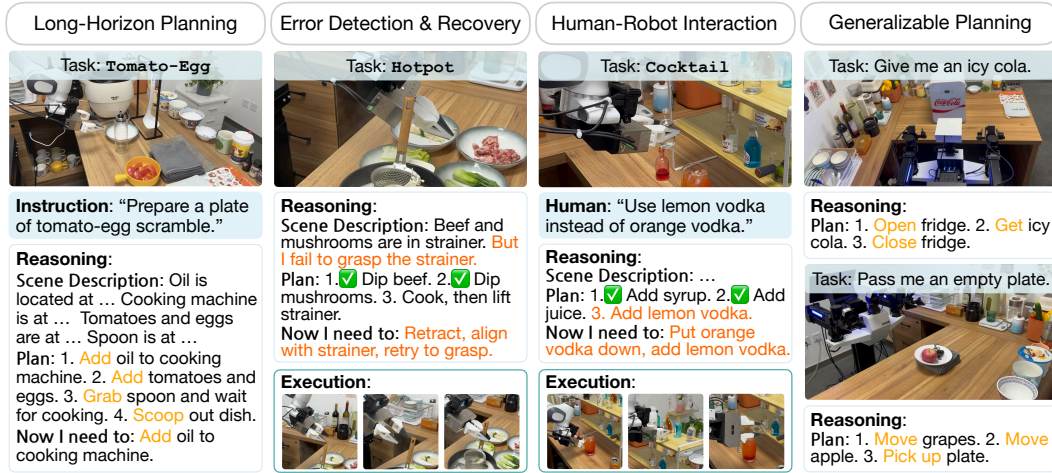 Long-Horizon Planning
Task: Tomato-Egg
Instruction: “Prepare a plate
of tomato-egg scramble.”
Reasoning:
Scene Description: Oil is
located at … Cooking machine
is at … Tomatoes and eggs
are at … Spoon is at …
Plan: 1. Add oil to cooking
machine. 2. Add tomatoes and
eggs. 3. Grab spoon and wait
for cooking. 4. Scoop out dish.
Now I need to: Add oil to
cooking machine.
Error Detection & Recovery
Task: Hotpot
Reasoning:
Scene Description: Beef and
mushrooms are in strainer. But
I fail to grasp the strainer.
Plan: 1.✅ Dip beef. 2.✅ Dip
mushrooms. 3. Cook, then lift
strainer.
Now I need to: Retract, align
with strainer, retry to grasp.
Execution:
Human-Robot Interaction
Task: Cocktail
Human: “Use lemon vodka
instead of orange vodka.”
Reasoning:
Scene Description: …
Plan: 1.✅ Add syrup. 2.✅ Add
juice. 3. Add lemon vodka.
Now I need to: Put orange
vodka down, add lemon vodka.
Execution:
Generalizable Planning
Task: Give me an icy cola.
Coca-Cola
Reasoning:
Plan: 1. Open fridge. 2. Get icy
cola. 3. Close fridge.
Task: Pass me an empty plate.
Reasoning:
Plan: 1. Move grapes. 2. Move
apple. 3. Pick up plate.